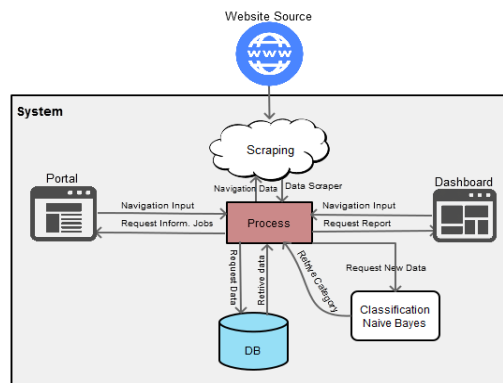 Website Source
WWW
System
Scraping
Portal
Dashboard
Navigation Data
Data Scraper
Navigation Input
Navigation Input
Process
Request Inform. Jobs
Request Report
Request Data
Retrive data
Retrive Category
Request New Data
Classification
Naive Bayes
DB